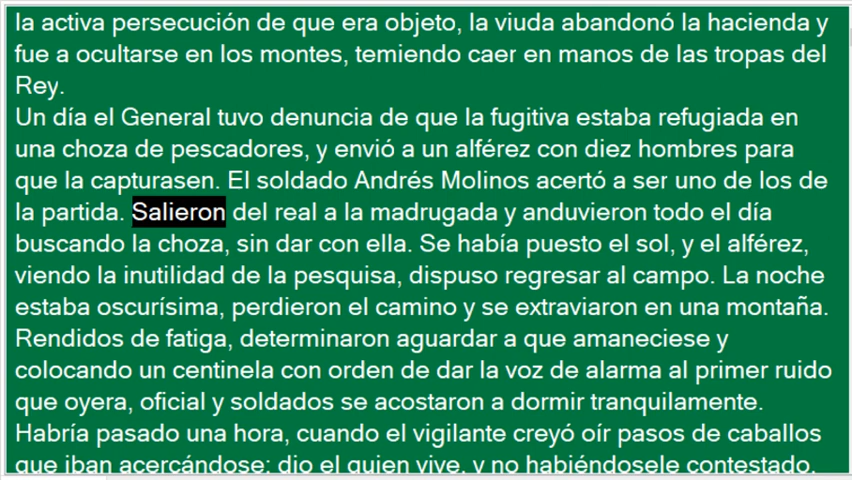 la activa persecución de que era objeto, la viuda abandonó la hacienda y
fue a ocultarse en los montes, temiendo caer en manos de las tropas del
Rey.
Un día el General tuvo denuncia de que la fugitiva estaba refugiada en
una choza de pescadores, y envió a un alférez con diez hombres para
que la capturasen. El soldado Andrés Molinos acertó a ser uno de los de
la partida. Salieron del real a la madrugada y anduvieron todo el día
buscando la choza, sin dar con ella. Se había puesto el sol, y el alférez,
viendo la inutilidad de la pesquisa, dispuso regresar al campo. La noche
estaba oscurísima, perdieron el camino y se extraviaron en una montaña.
Rendidos de fatiga, determinaron aguardar a que amaneciese y
colocando un centinela con orden de dar la voz de alarma al primer ruido
que oyera, oficial y soldados se acostaron a dormir tranquilamente.
Habría pasado una hora, cuando el vigilante creyó oír pasos de caballos
que iban acercándose; dio el quien vive, y no habiéndosele contestado,